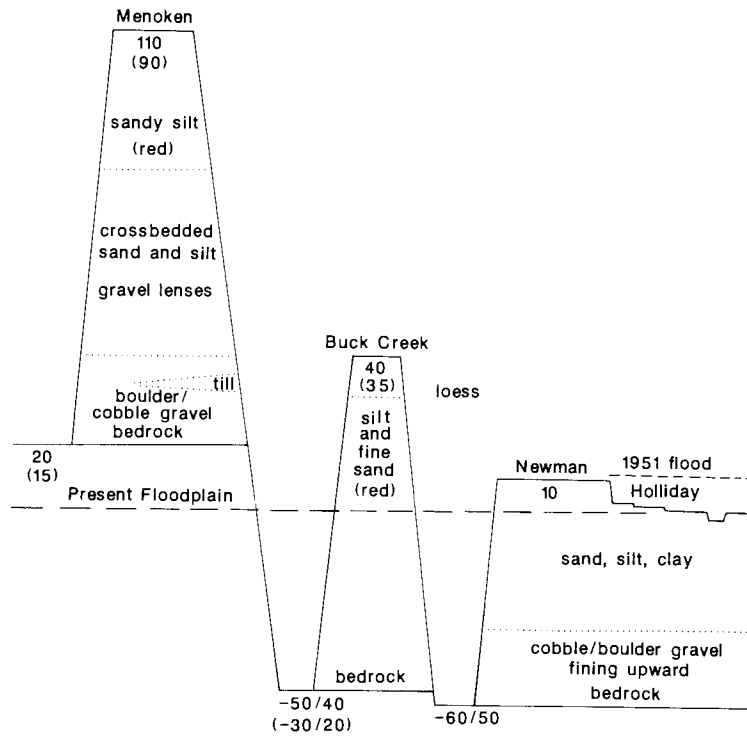 Menoken
110
(90)
sandy silt
(red)
crossbedded
sand and silt
gravel lenses
till
boulder/
cobble gravel
bedrock
20
(15)
Present Floodplain
Buck Creek
40
(35)
loess
silt
and
fine
sand
(red)
bedrock
-50/40
(-30/20)
-60/50
Newman
1951 flood
10
Holliday
sand, silt, clay
cobble/boulder gravel
fining upward
bedrock